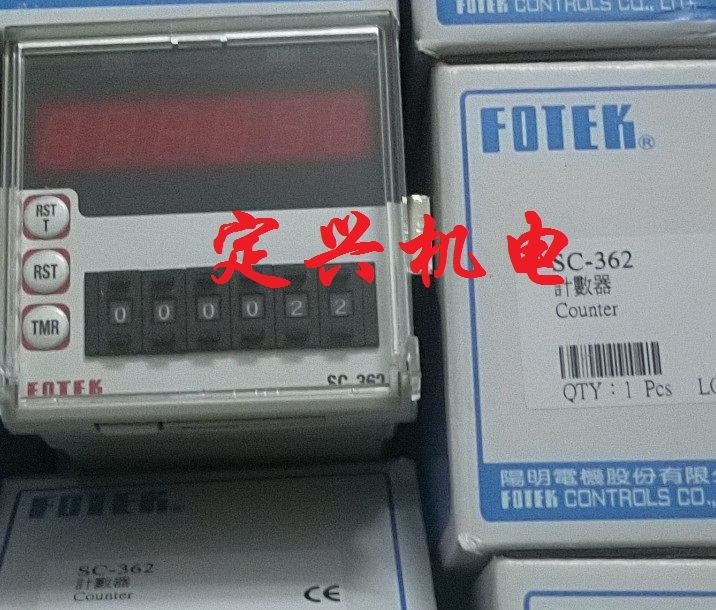 FOTEK CONTROLS CO., LTD.
FOTEK®
RST
T
RST
TMR
0 0 0 0 2 2
FOTEK
SC-362
定兴机电
SC-362
計數器
Counter
QTY : 1 Pcs
陽明電機股份有限
FOTEK CONTROLS CO.,
FOTEK®
SC-362
計數器
Counter
CE